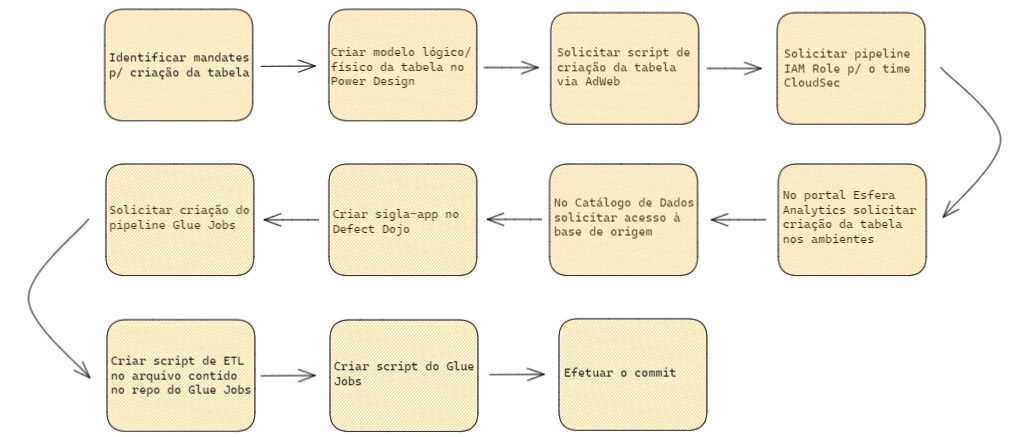 Identificar mandates
p/ criação da tabela
Criar modelo lógico/
físico da tabela no
Power Design
Solicitar script de
criação da tabela
via AdWeb
Solicitar pipeline
IAM Role p/ o time
CloudSec
No portal Esfera
Analytics solicitar
criação da tabela
nos ambientes
No Catálogo de Dados
solicitar acesso à
base de origem
Criar sigla-app no
Defect Dojo
Solicitar criação do
pipeline Glue Jobs
Criar script de ETL
no arquivo contido
no repo do Glue Jobs
Criar script do Glue
Jobs
Efetuar o commit